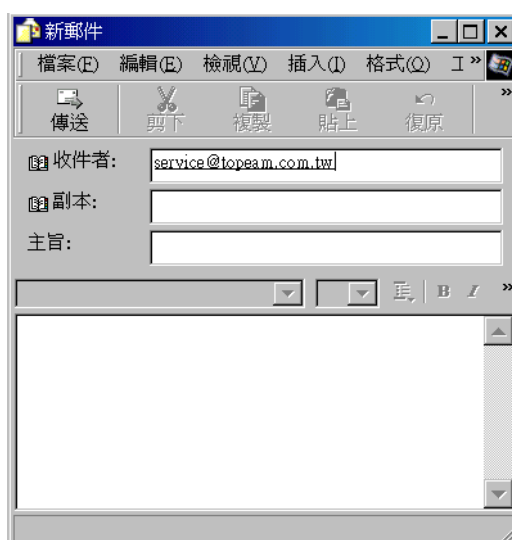 新郵件
檔案(F) 編輯(E) 檢視(V) 插入(I) 格式(O) 工 »
傳送 剪下 複製 貼上 復原 »
收件者: service@topeam.com.tw
副本:
主旨:
B I »